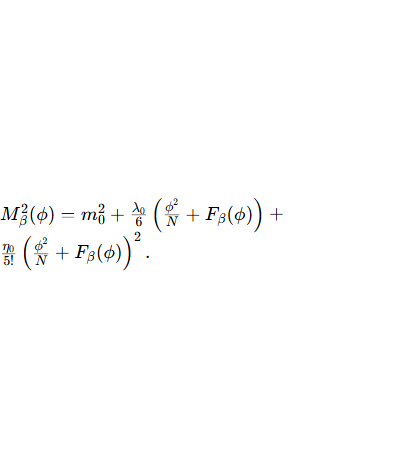 $M_\beta^2(\phi) = m_0^2 + \frac{\lambda_0}{6} \left( \frac{\phi^2}{N} + F_\beta(\phi) \right) +$
$\frac{\eta_0}{5!} \left( \frac{\phi^2}{N} + F_\beta(\phi) \right)^2 .$